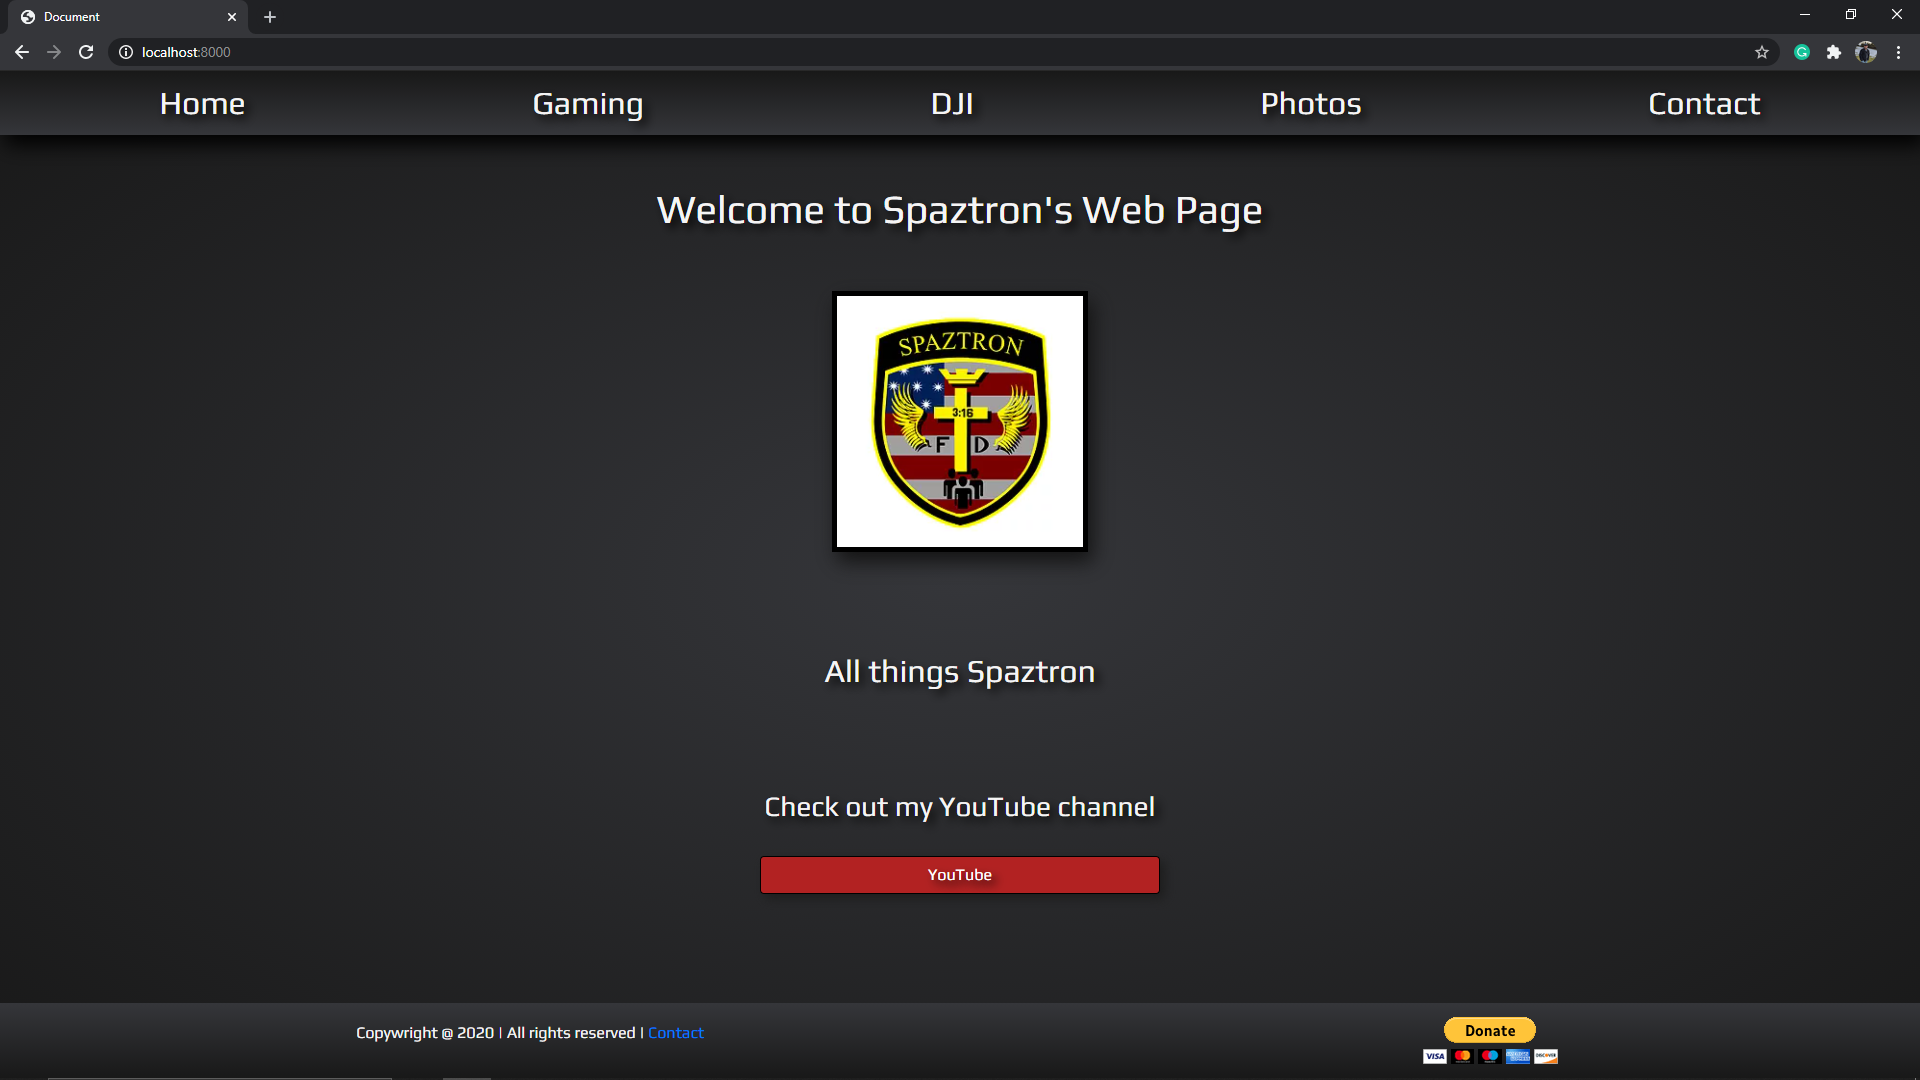 Document
localhost:8000
Home Gaming DJI Photos Contact
Welcome to Spaztron's Web Page
SPAZTRON
3:16
F D
All things Spaztron
Check out my YouTube channel
YouTube
Copywright @ 2020 | All rights reserved | Contact
Donate
VISA
DISCOVER